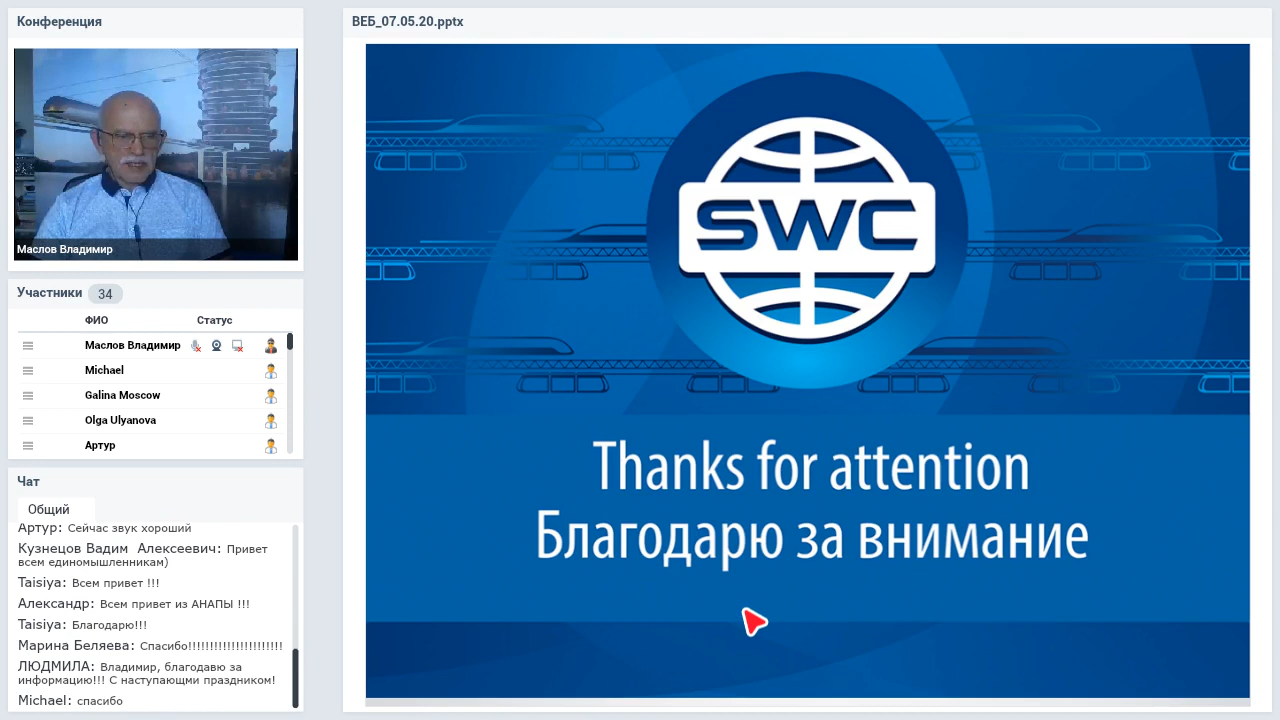 Конференция
Маслов Владимир
Участники 34
ФИО Статус
Маслов Владимир
Michael
Galina Moscow
Olga Ulyanova
Артур
Чат
Общий
Артур: Сейчас звук хороший
Кузнецов Вадим Алексеевич: Привет
всем единомышленникам)
Taisiya: Всем привет !!!
Александр: Всем привет из АНАПЫ !!!
Taisiya: Благодарю!!!
Марина Беляева: Спасибо!!!!!!!!!!!!!!!!!!!!!!
ЛЮДМИЛА: Владимир, благодавю за
информацию!!! С наступающми праздником!
Michael: спасибо
ВЕБ_07.05.20.pptx
SWC
Thanks for attention
Благодарю за внимание